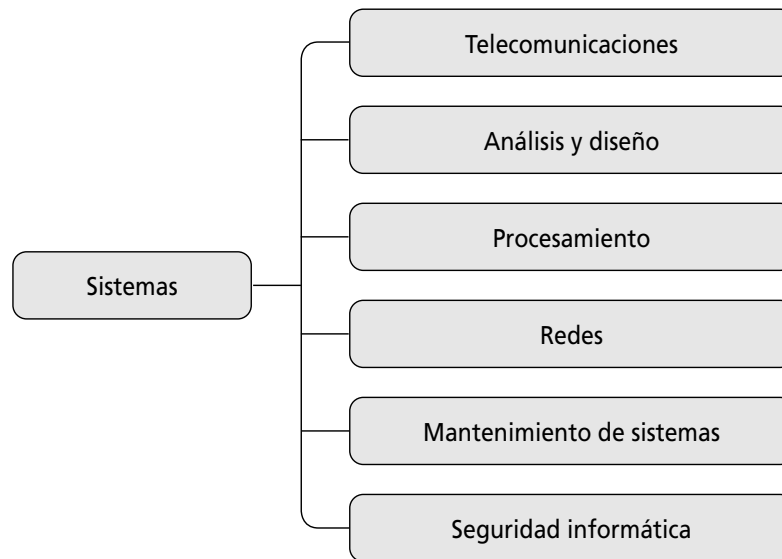 Telecomunicaciones
Análisis y diseño
Procesamiento
Sistemas
Redes
Mantenimiento de sistemas
Seguridad informática